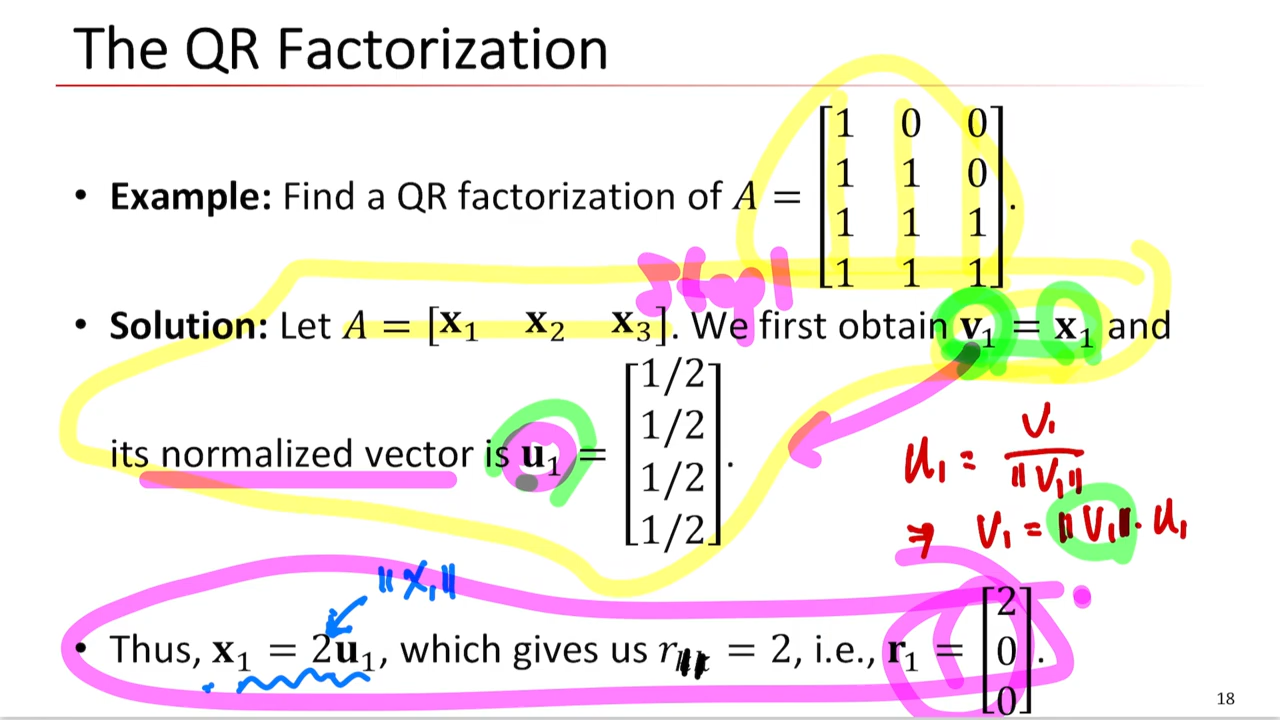 The QR Factorization
• Example: Find a QR factorization of A = [1 0 0
1 1 0
1 1 1
1 1 1].
step1
• Solution: Let A = [x₁ x₂ x₃]. We first obtain v₁ = x₁ and
its normalized vector is u₁ = [1/2
1/2
1/2
1/2].
u₁ = v₁ / ‖v₁‖
⇒ v₁ = ‖v₁‖ · u₁
‖x₁‖
• Thus, x₁ = 2u₁, which gives us r₁₁ = 2, i.e., r₁ = [2
0
0].
18